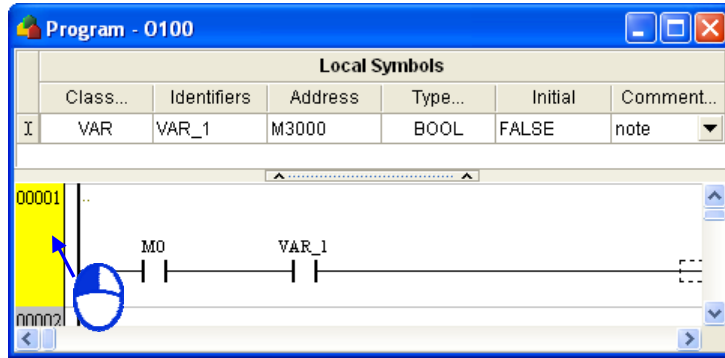 Program - O100
Local Symbols
Class... Identifiers Address Type... Initial Comment...
I VAR VAR_1 M3000 BOOL FALSE note
00001
M0 VAR_1
00002